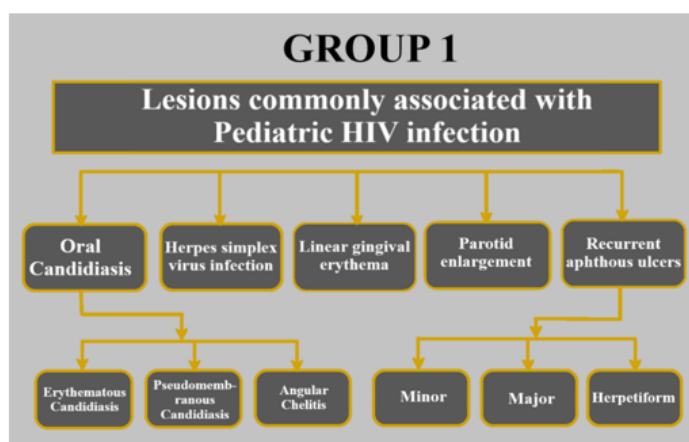 GROUP 1
Lesions commonly associated with
Pediatric HIV infection
Oral
Candidiasis
Herpes simplex
virus infection
Linear gingival
erythema
Parotid
enlargement
Recurrent
aphthous ulcers
Erythematous
Candidiasis
Pseudomemb-
ranous Candidiasis
Angular
Chelitis
Minor
Major
Herpetiform